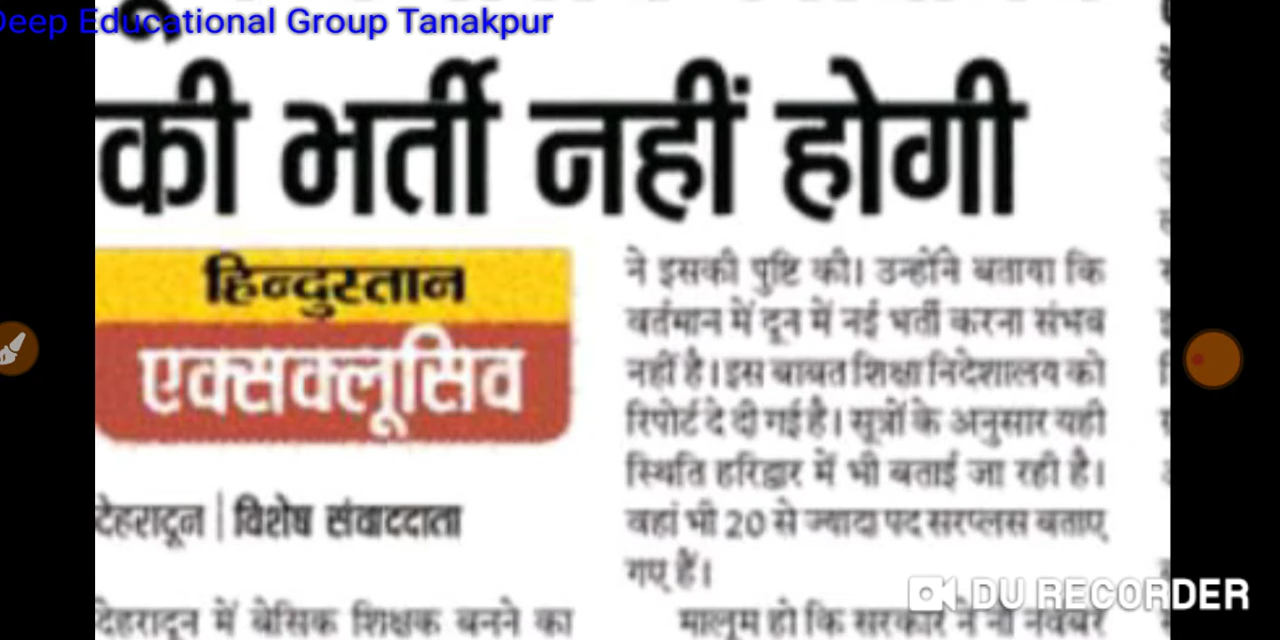 Deep Educational Group Tanakpur
की भर्ती नहीं होगी
हिन्दुस्तान
एक्सक्लूसिव
देहरादून | विशेष संवाददाता
देहरादून में बेसिक शिक्षक बनने का
ने इसकी पुष्टि की। उन्होंने बताया कि
वर्तमान में दून में नई भर्ती करना संभव
नहीं है। इस बाबत शिक्षा निदेशालय को
रिपोर्ट दे दी गई है। सूत्रों के अनुसार यही
स्थिति हरिद्वार में भी बताई जा रही है।
वहां भी 20 से ज्यादा पद सरप्लस बताए
गए हैं।
मालूम हो कि सरकार ने नौ नवंबर
DU RECORDER